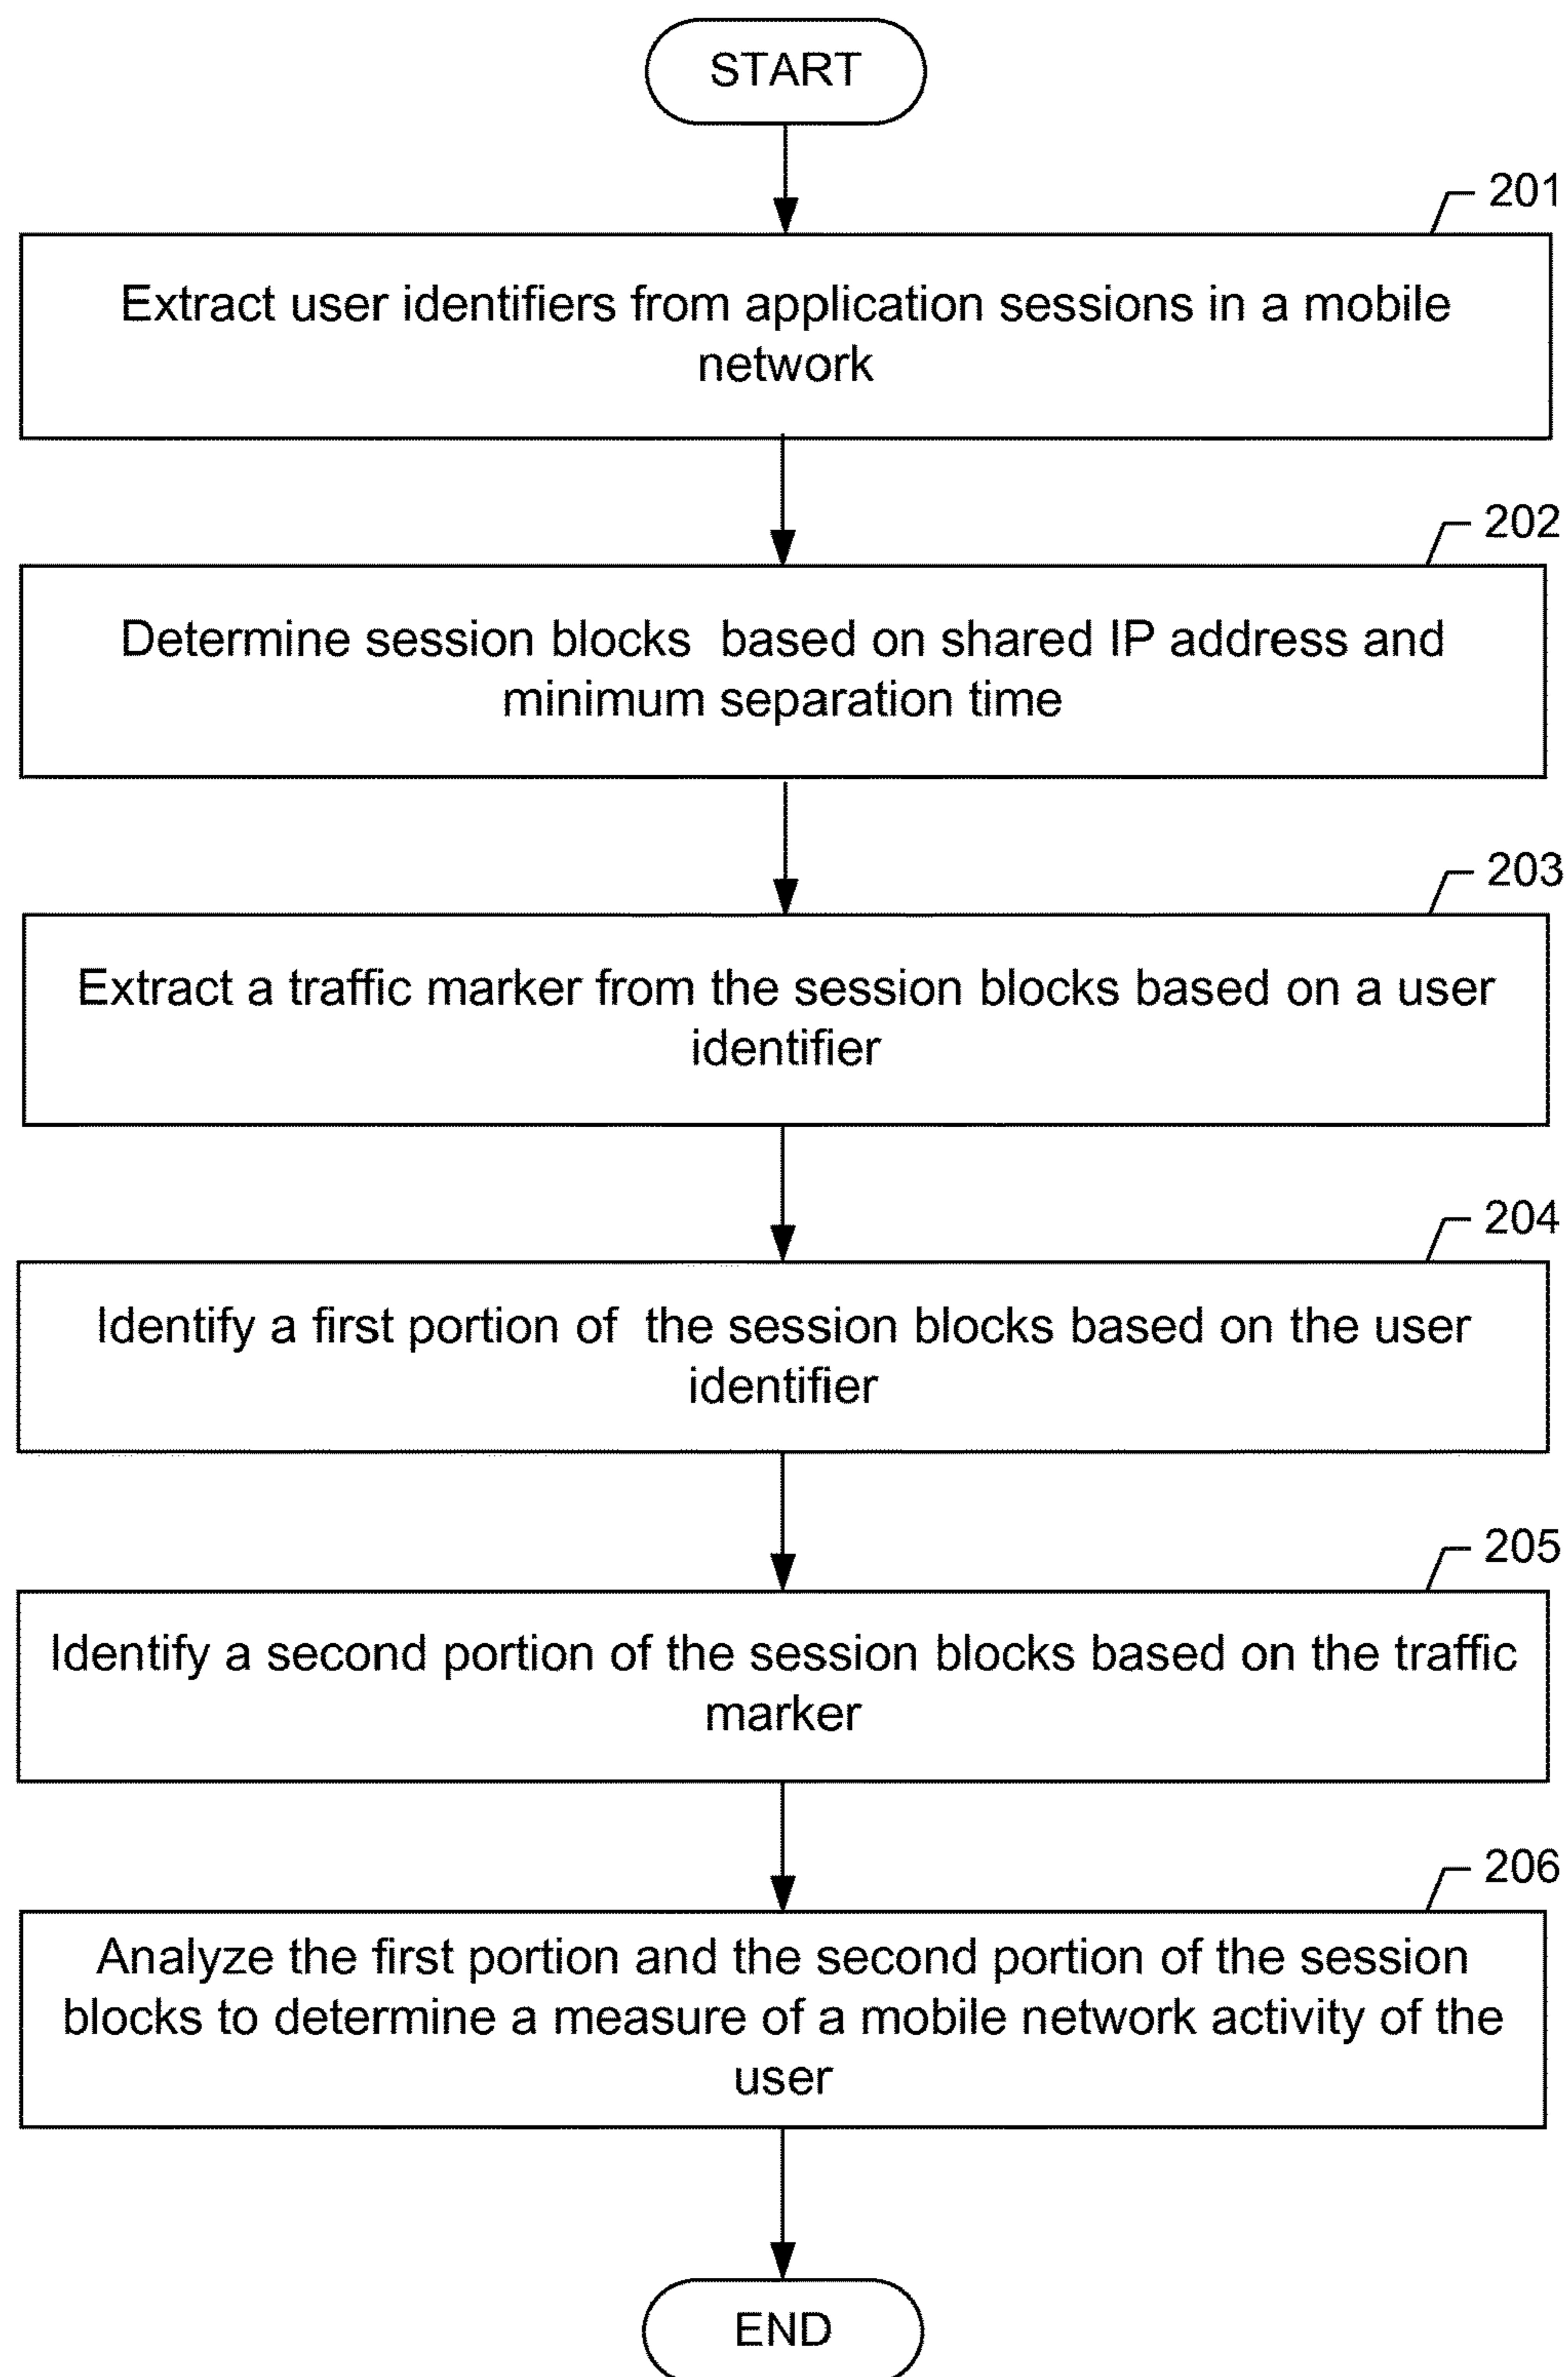 START
201
Extract user identifiers from application sessions in a mobile
network
202
Determine session blocks based on shared IP address and
minimum separation time
203
Extract a traffic marker from the session blocks based on a user
identifier
204
Identify a first portion of the session blocks based on the user
identifier
205
Identify a second portion of the session blocks based on the traffic
marker
206
Analyze the first portion and the second portion of the session
blocks to determine a measure of a mobile network activity of the
user
END